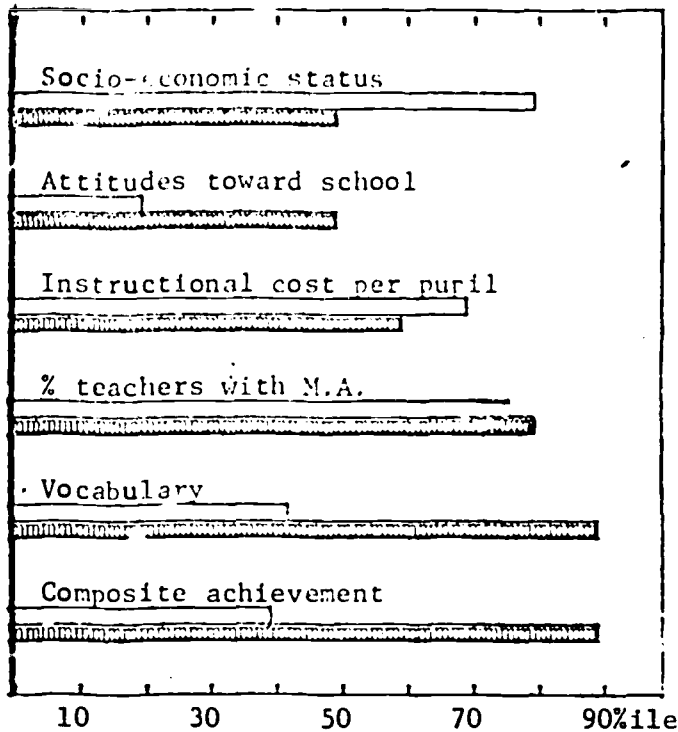 Socio-economic status
Attitudes toward school
Instructional cost per pupil
% teachers with M.A.
Vocabulary
Composite achievement
10 30 50 70 90%ile